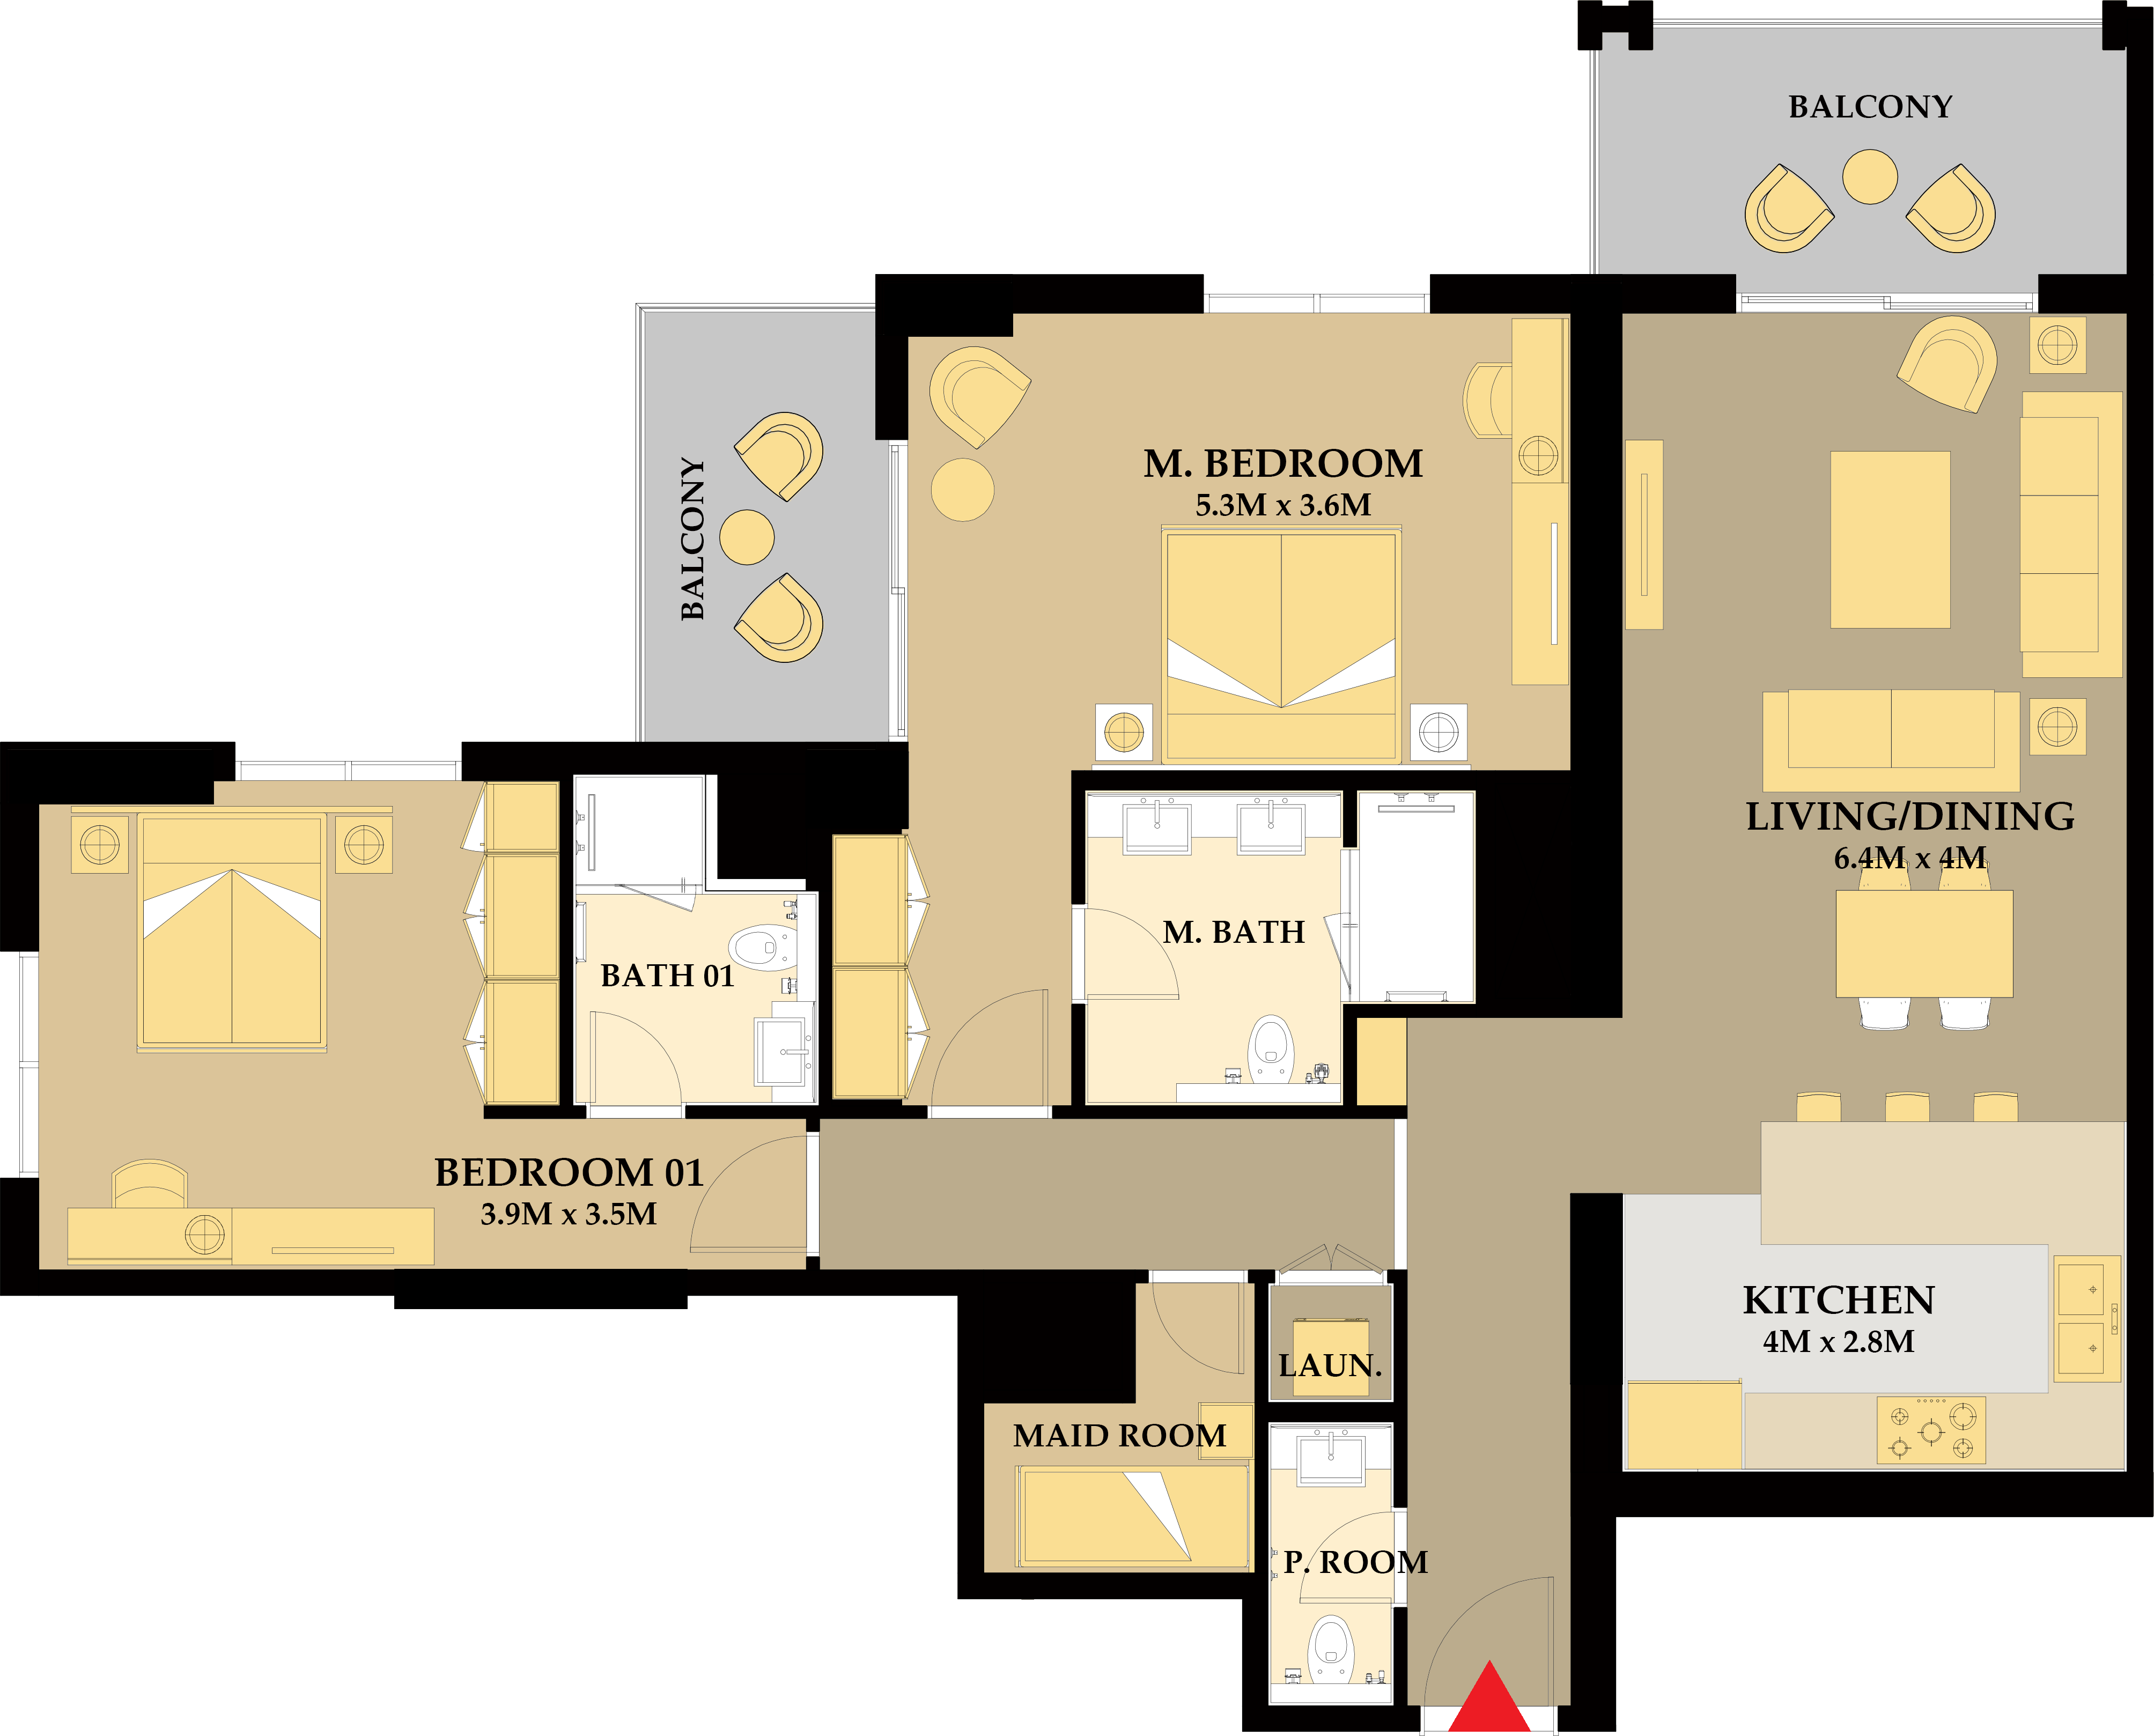 BALCONY
BALCONY
M. BEDROOM
5.3M x 3.6M
LIVING/DINING
6.4M x 4M
M. BATH
BATH 01
BEDROOM 01
3.9M x 3.5M
KITCHEN
4M x 2.8M
LAUN.
MAID ROOM
P. ROOM